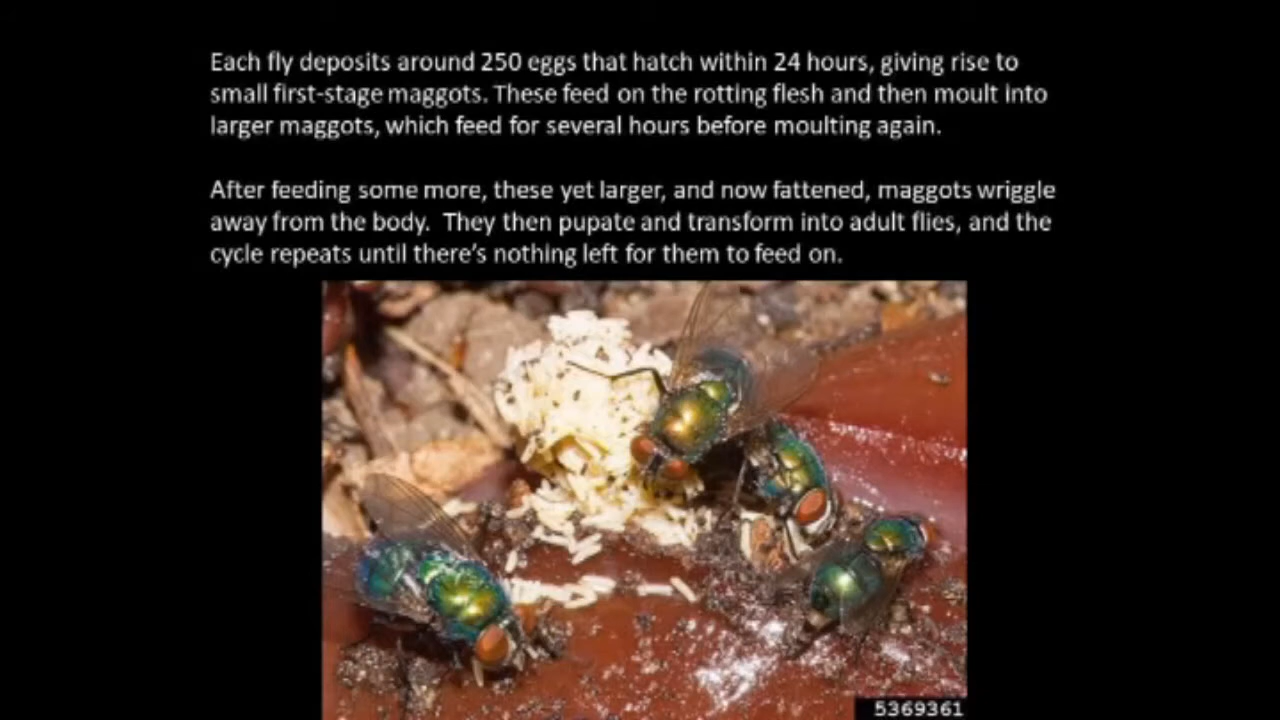 Each fly deposits around 250 eggs that hatch within 24 hours, giving rise to
small first-stage maggots. These feed on the rotting flesh and then moult into
larger maggots, which feed for several hours before moulting again.
After feeding some more, these yet larger, and now fattened, maggots wriggle
away from the body.  They then pupate and transform into adult flies, and the
cycle repeats until there's nothing left for them to feed on.
5369361